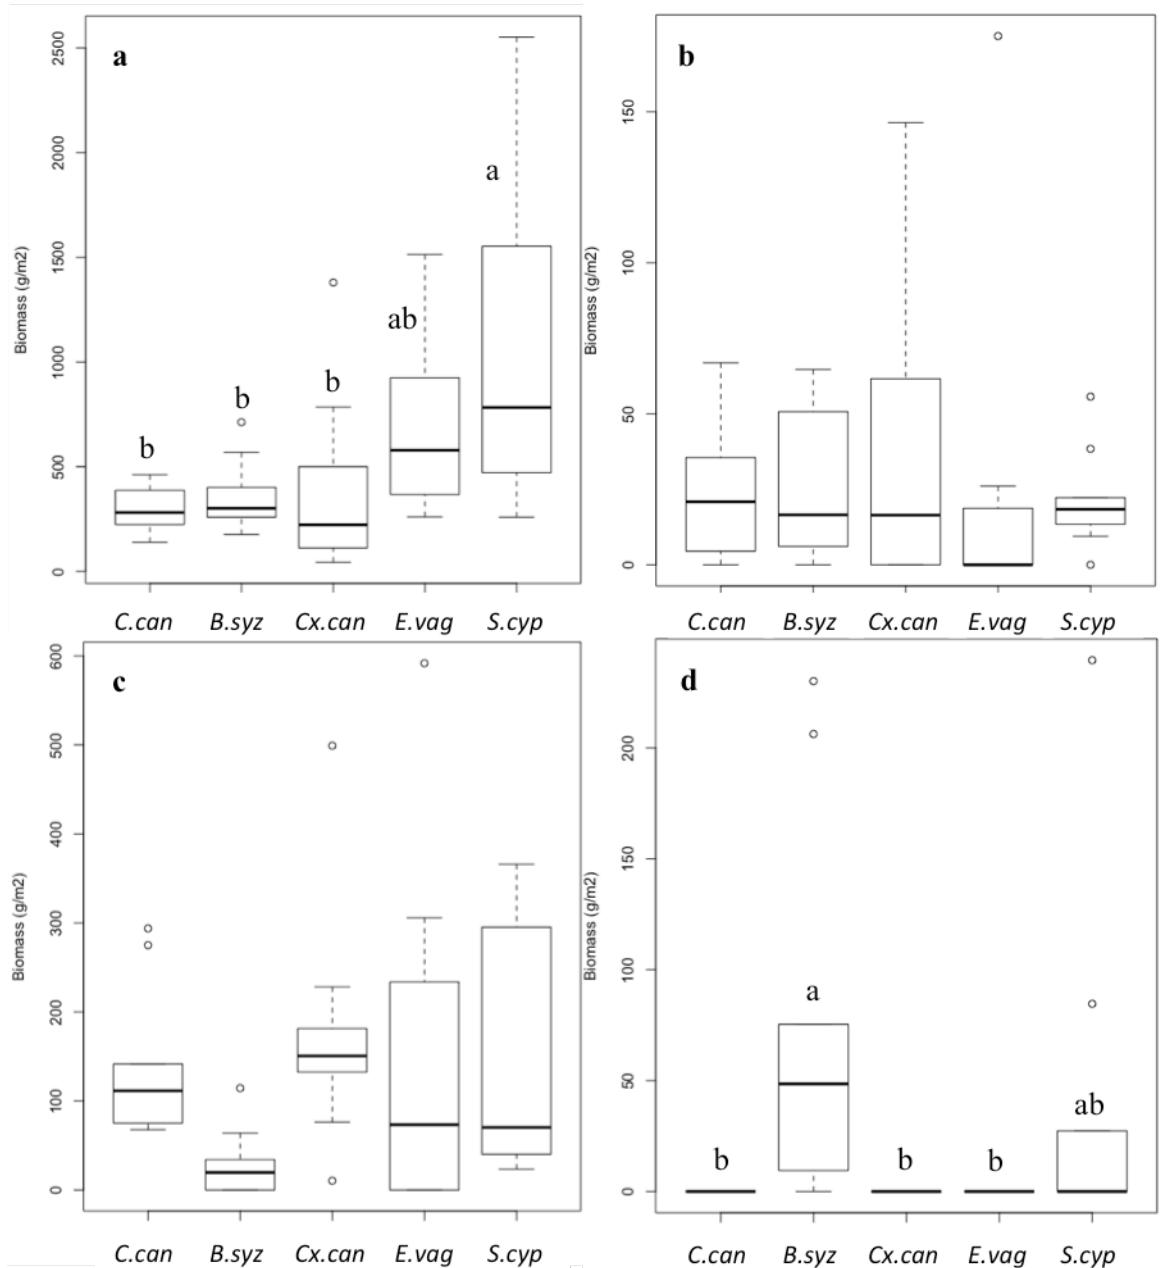 a
2500
2000
1500
1000
500
0
Biomass (g/m2)
b
b
b
ab
a
C.can B.syz Cx.can E.vag S.cyp
b
150
100
50
0
Biomass (g/m2)
C.can B.syz Cx.can E.vag S.cyp
c
600
500
400
300
200
100
0
Biomass (g/m2)
C.can B.syz Cx.can E.vag S.cyp
d
200
150
100
50
0
Biomass (g/m2)
b
a
b
b
ab
C.can B.syz Cx.can E.vag S.cyp